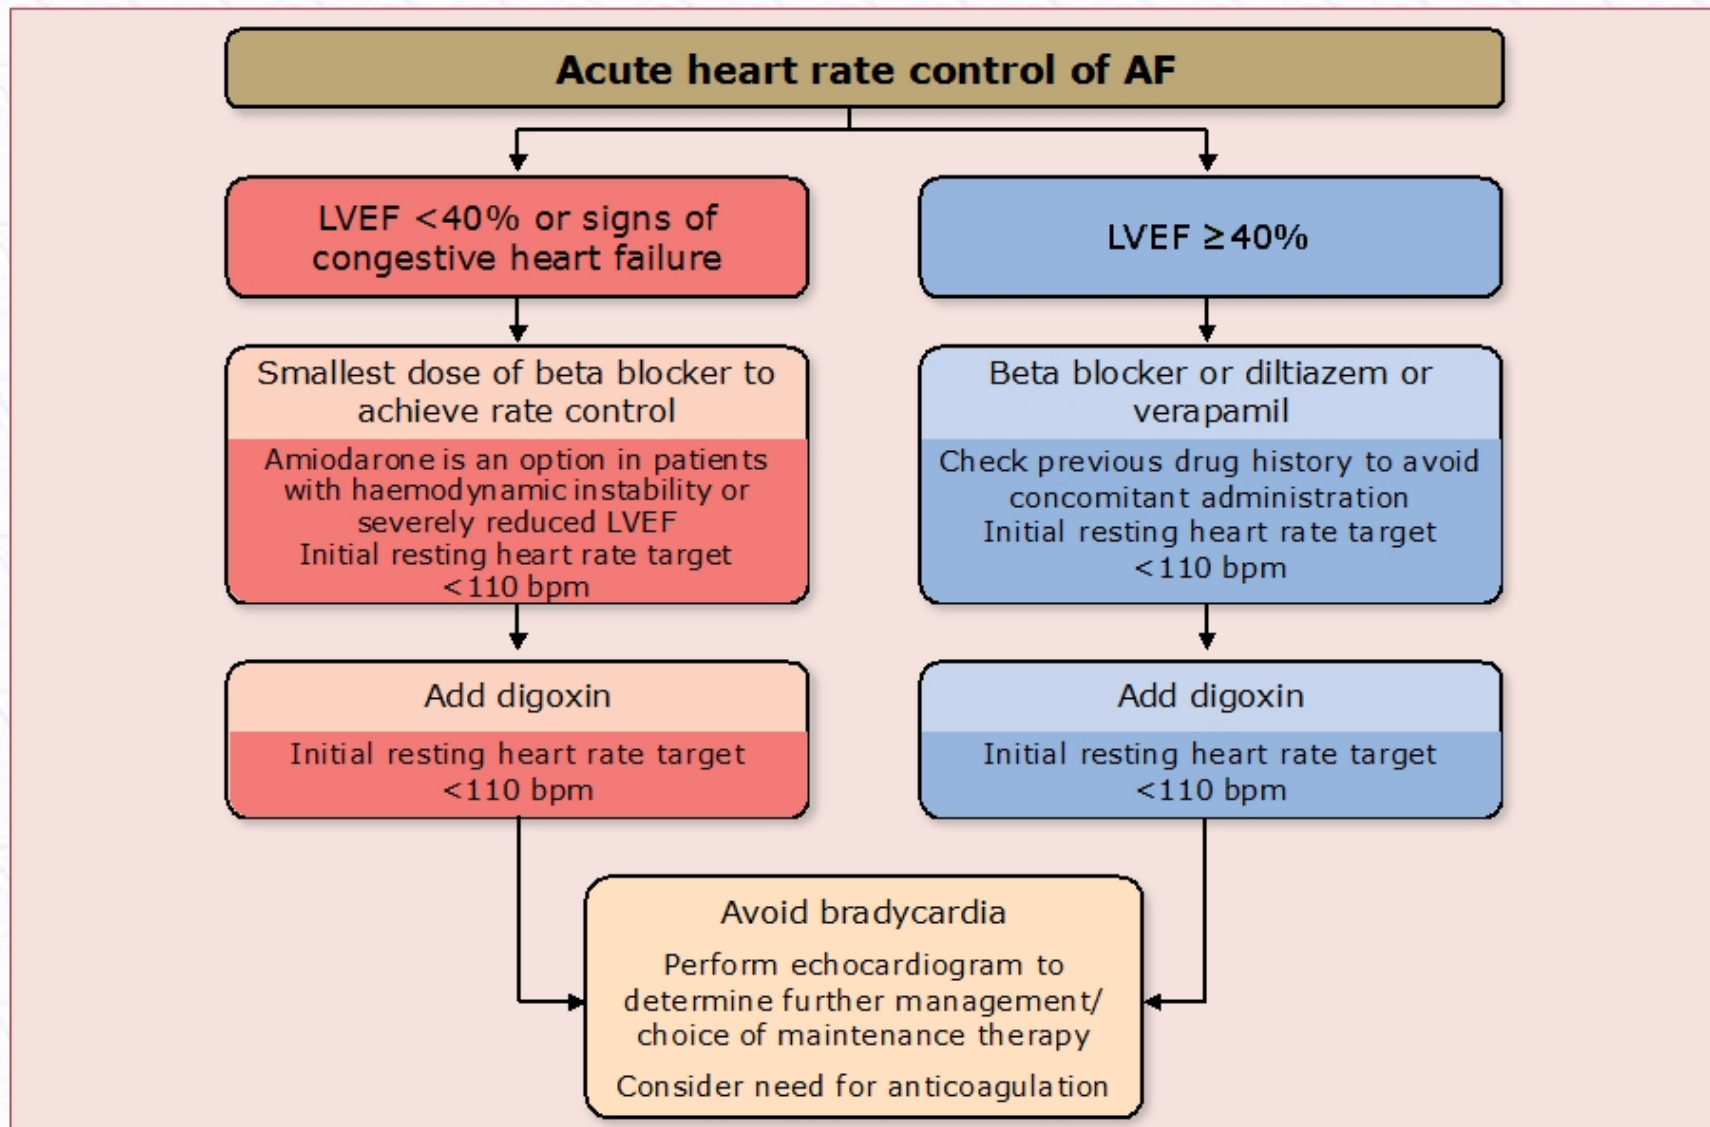 Acute heart rate control of AF
LVEF <40% or signs of
congestive heart failure
Smallest dose of beta blocker to
achieve rate control
Amiodarone is an option in patients
with haemodynamic instability or
severely reduced LVEF
Initial resting heart rate target
<110 bpm
Add digoxin
Initial resting heart rate target
<110 bpm
LVEF ≥40%
Beta blocker or diltiazem or
verapamil
Check previous drug history to avoid
concomitant administration
Initial resting heart rate target
<110 bpm
Add digoxin
Initial resting heart rate target
<110 bpm
Avoid bradycardia
Perform echocardiogram to
determine further management/
choice of maintenance therapy
Consider need for anticoagulation